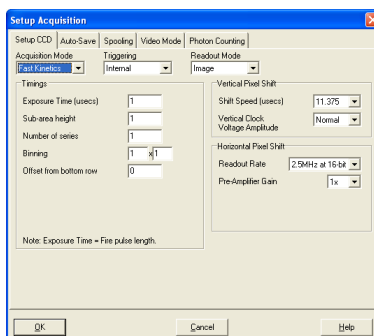 Setup Acquisition
Setup CCD Auto-Save Spooling Video Mode Photon Counting
Acquisition Mode Triggering Readout Mode
Fast Kinetics Internal Image
Timings
Exposure Time (usecs) 1
Sub-area height 1
Number of series 1
Binning 1 x 1
Offset from bottom row 0
Note: Exposure Time = Fire pulse length.
Vertical Pixel Shift
Shift Speed (usecs) 11.375
Vertical Clock
Voltage Amplitude Normal
Horizontal Pixel Shift
Readout Rate 2.5MHz at 16-bit
Pre-Amplifier Gain 1x
OK Cancel Help